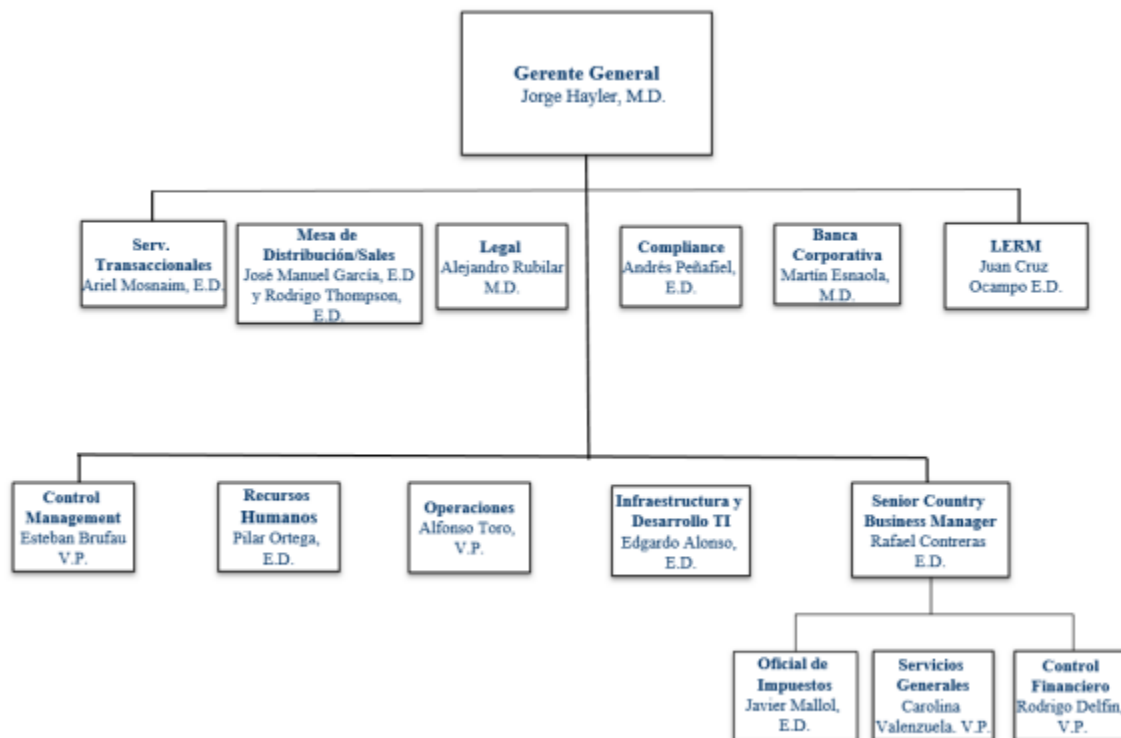 Gerente General
Jorge Hayler, M.D.
Serv.
Transaccionales
Ariel Mosnaim, E.D.
Mesa de
Distribución/Sales
José Manuel García, E.D
y Rodrigo Thompson,
E.D.
Legal
Alejandro Rubilar
M.D.
Compliance
Andrés Peñafiel,
E.D.
Banca
Corporativa
Martín Esnaola,
M.D.
LERM
Juan Cruz
Ocampo E.D.
Control
Management
Esteban Brufau
V.P.
Recursos
Humanos
Pilar Ortega,
E.D.
Operaciones
Alfonso Toro,
V.P.
Infraestructura y
Desarrollo TI
Edgardo Alonso,
E.D.
Senior Country
Business Manager
Rafael Contreras
E.D.
Oficial de
Impuestos
Javier Mallol,
E.D.
Servicios
Generales
Carolina
Valenzuela. V.P.
Control
Financiero
Rodrigo Delfin,
V.P.